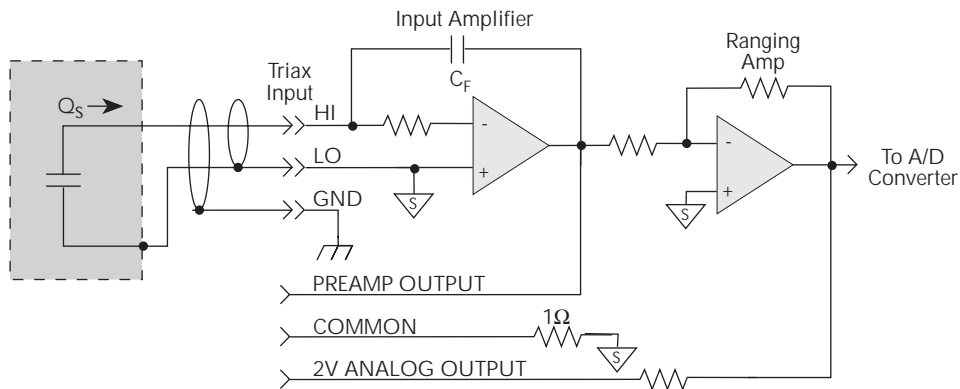 Input Amplifier
Ranging
Amp
Triax
Input
C_F
Q_S
HI
-
-
LO
+
+
To A/D
Converter
S
S
GND
PREAMP OUTPUT
COMMON
1Ω
S
2V ANALOG OUTPUT